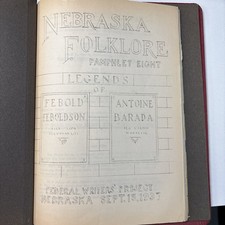 NEBRASKA
FOLKLORE
PAMPHLET EIGHT
LEGENDS
OF
FEBOLD
FEBOLDSON
ANTOINE
BARADA
FEDERAL WRITERS' PROJECT
NEBRASKA SEPT. 15, 1937